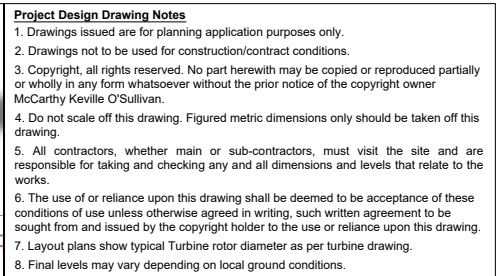 Project Design Drawing Notes
1. Drawings issued are for planning application purposes only.
2. Drawings not to be used for construction/contract conditions.
3. Copyright, all rights reserved. No part herewith may be copied or reproduced partially
or wholly in any form whatsoever without the prior notice of the copyright owner
McCarthy Keville O'Sullivan.
4. Do not scale off this drawing. Figured metric dimensions only should be taken off this
drawing.
5. All contractors, whether main or sub-contractors, must visit the site and are
responsible for taking and checking any and all dimensions and levels that relate to the
works.
6. The use of or reliance upon this drawing shall be deemed to be acceptance of these
conditions of use unless otherwise agreed in writing, such written agreement to be
sought from and issued by the copyright holder to the use or reliance upon this drawing.
7. Layout plans show typical Turbine rotor diameter as per turbine drawing.
8. Final levels may vary depending on local ground conditions.